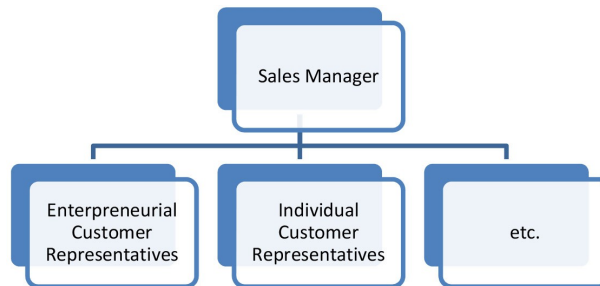 Sales Manager
Enterpreneurial
Customer
Representatives
Individual
Customer
Representatives
etc.